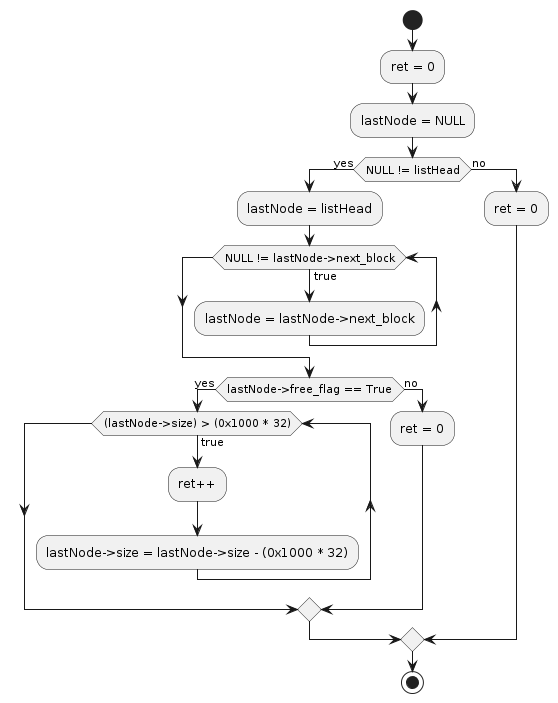 ret = 0
lastNode = NULL
yes
NULL != listHead
no
lastNode = listHead
ret = 0
NULL != lastNode->next_block
true
lastNode = lastNode->next_block
yes
lastNode->free_flag == True
no
(lastNode->size) > (0x1000 * 32)
ret = 0
true
ret++
lastNode->size = lastNode->size - (0x1000 * 32)